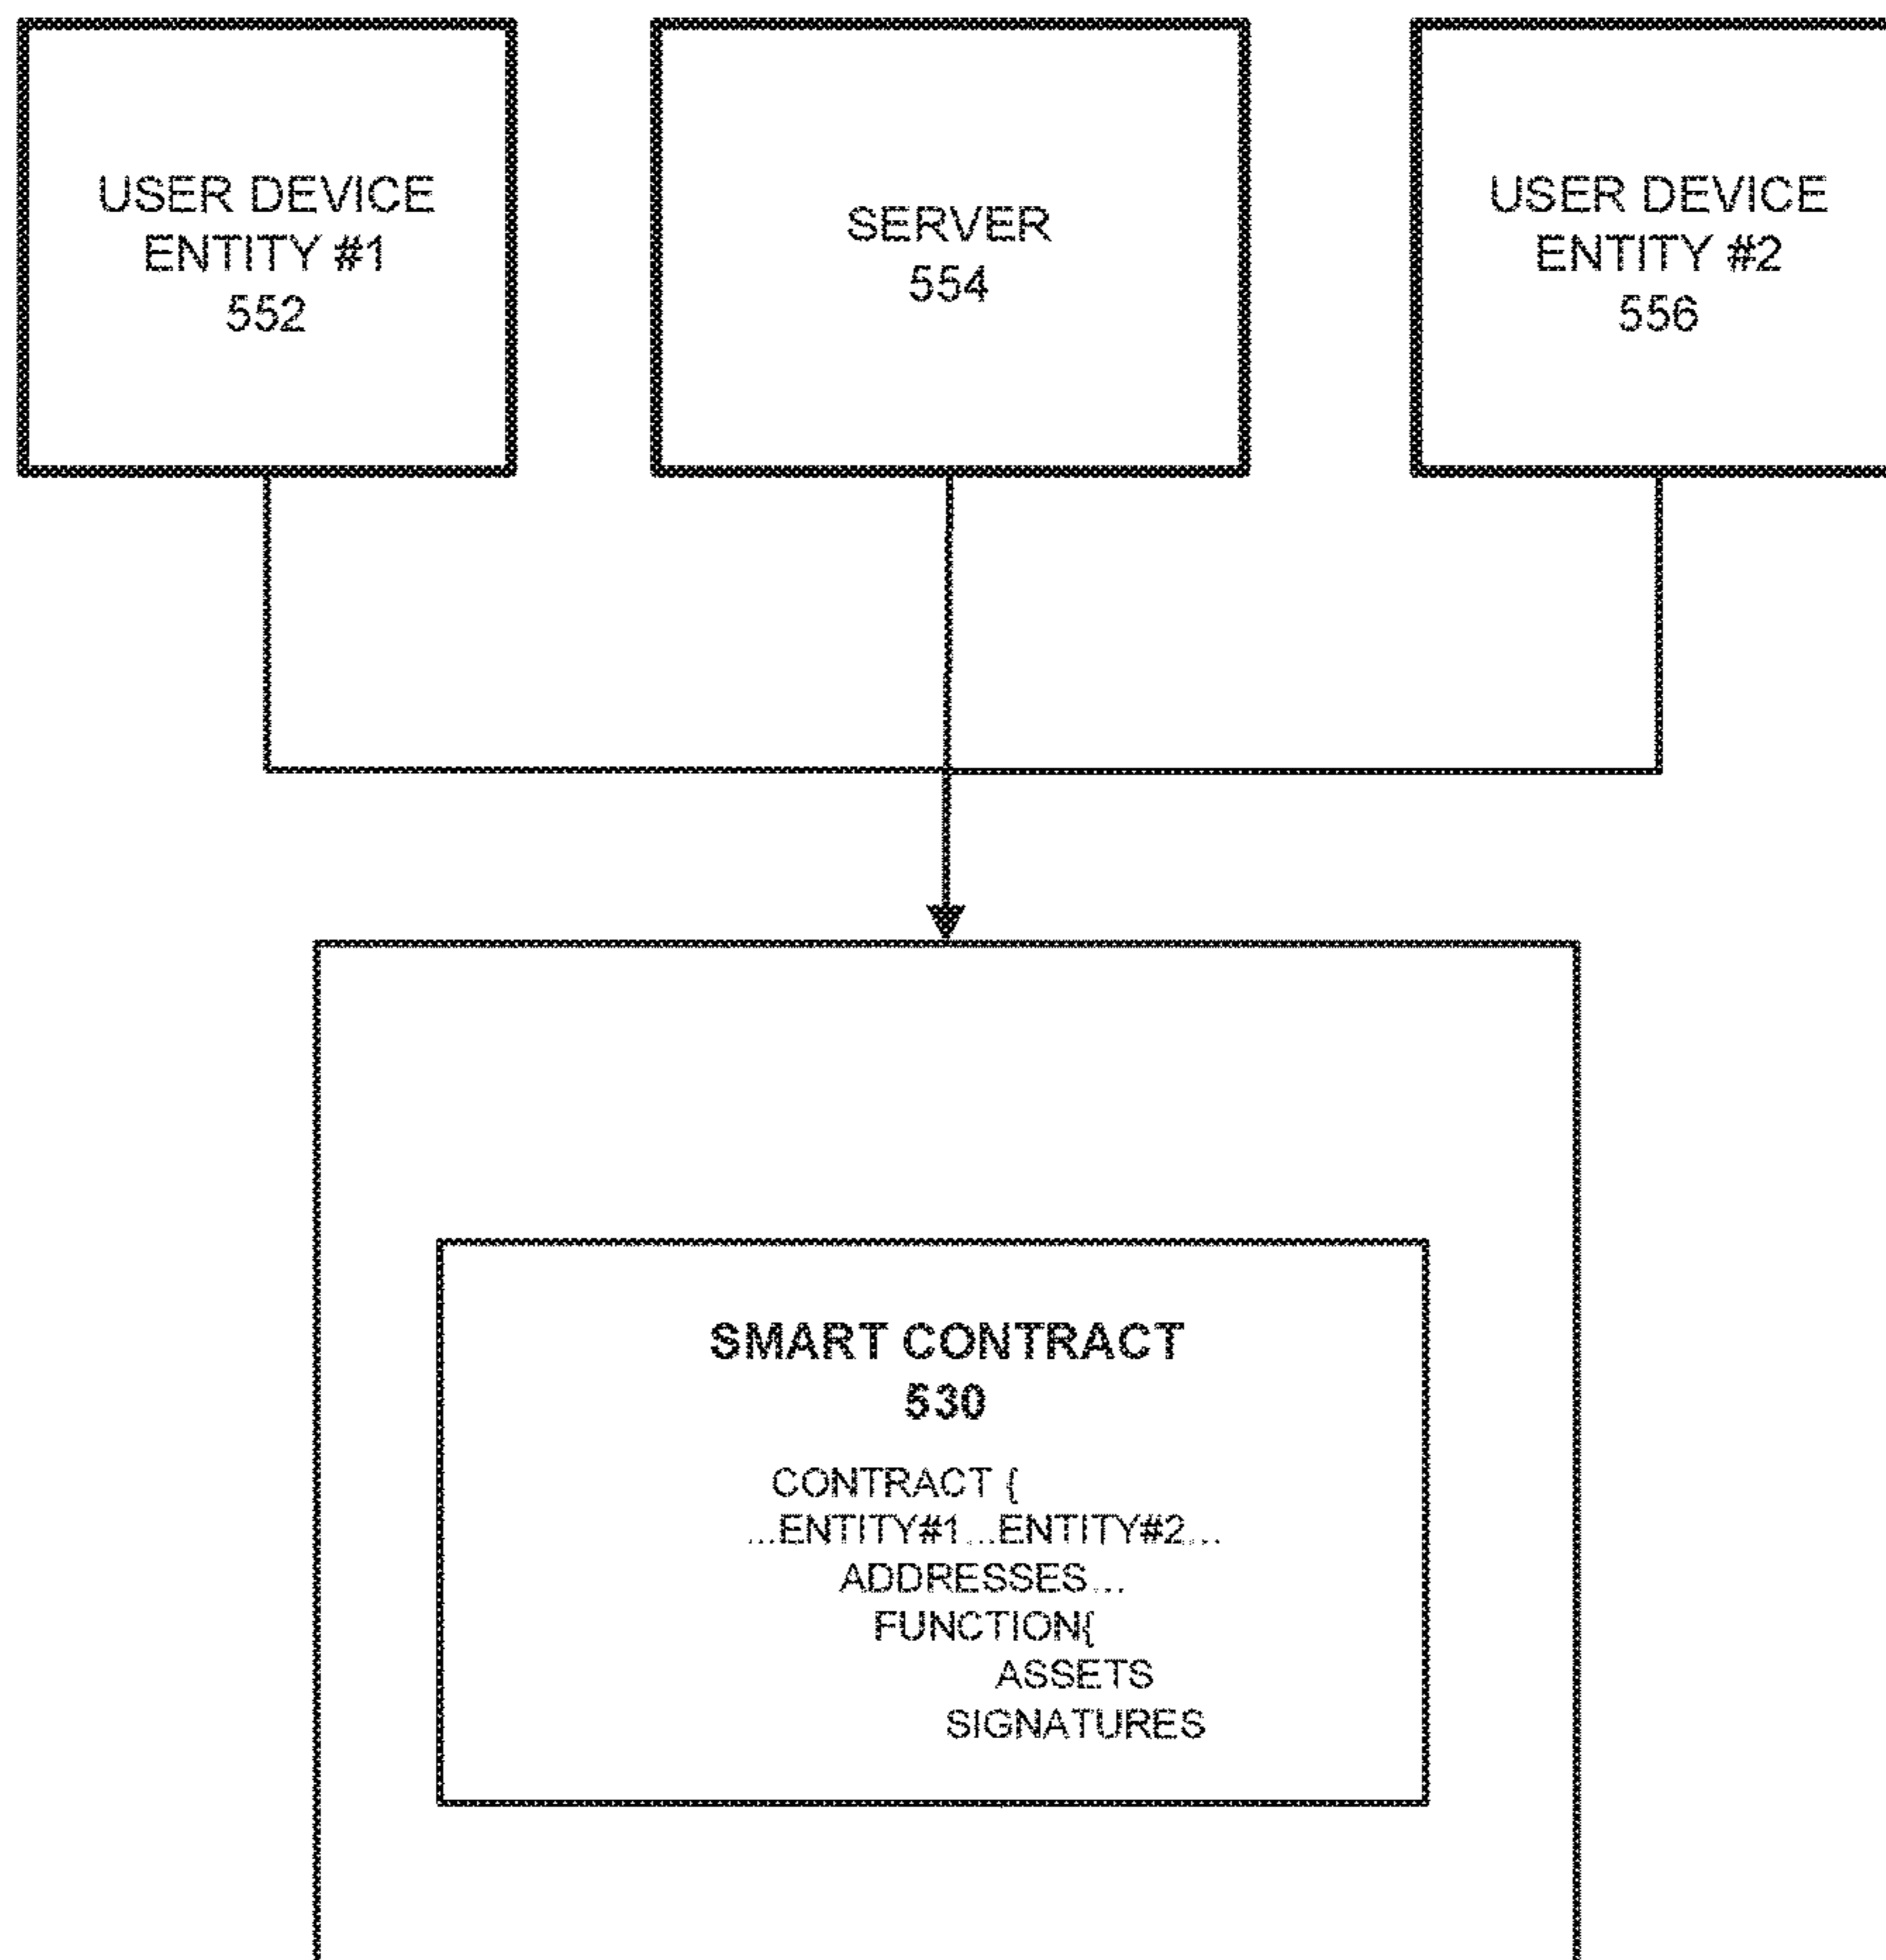 USER DEVICE
ENTITY #1
552
SERVER
554
USER DEVICE
ENTITY #2
556
SMART CONTRACT
530
CONTRACT {
...ENTITY#1...ENTITY#2...
ADDRESSES...
FUNCTION{
ASSETS
SIGNATURES